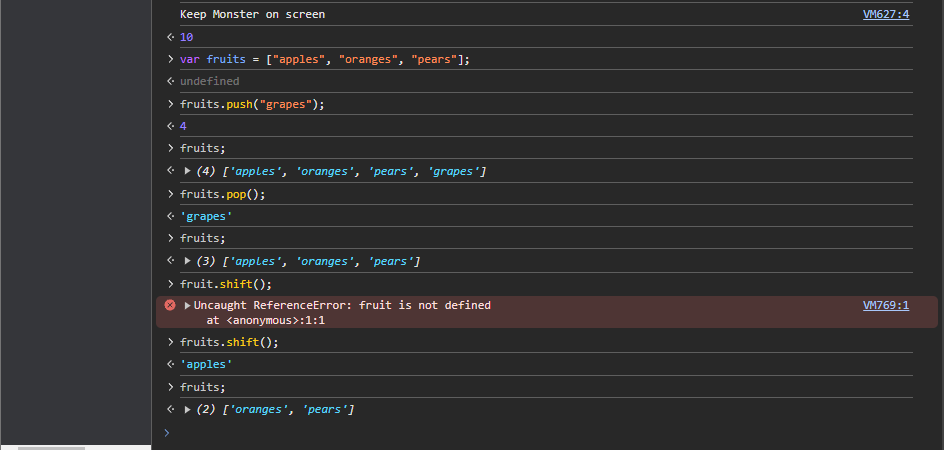 Keep Monster on screen VM627:4
10
var fruits = ["apples", "oranges", "pears"];
undefined
fruits.push("grapes");
4
fruits;
(4) ['apples', 'oranges', 'pears', 'grapes']
fruits.pop();
'grapes'
fruits;
(3) ['apples', 'oranges', 'pears']
fruit.shift();
Uncaught ReferenceError: fruit is not defined VM769:1
at <anonymous>:1:1
fruits.shift();
'apples'
fruits;
(2) ['oranges', 'pears']